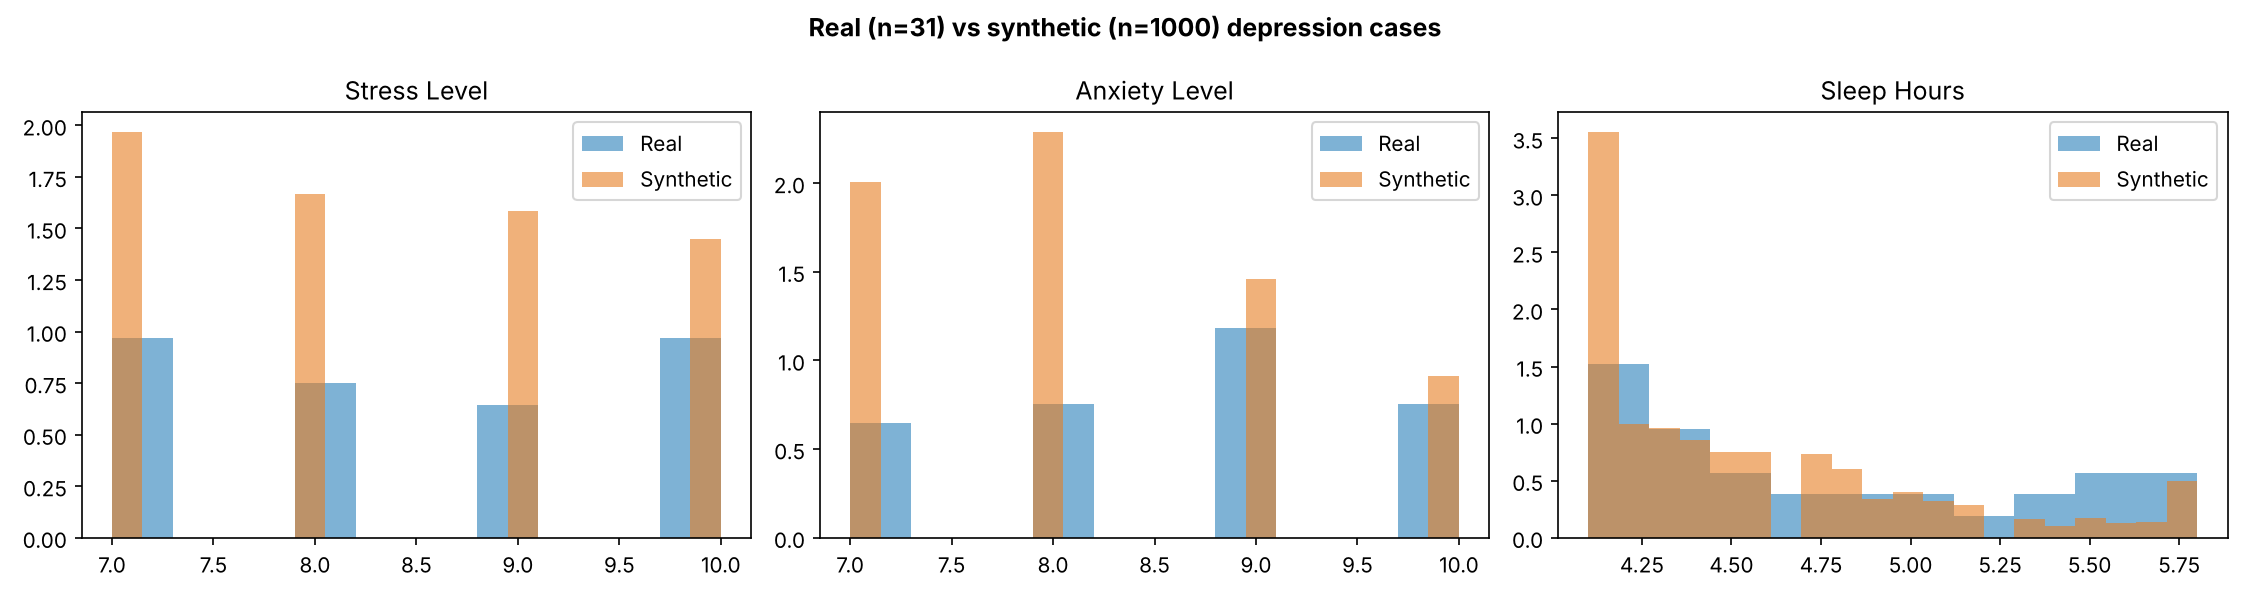 Real (n=31) vs synthetic (n=1000) depression cases
Stress Level
2.00
1.75
1.50
1.25
1.00
0.75
0.50
0.25
0.00
7.0 7.5 8.0 8.5 9.0 9.5 10.0
Real
Synthetic
Anxiety Level
2.0
1.5
1.0
0.5
0.0
7.0 7.5 8.0 8.5 9.0 9.5 10.0
Real
Synthetic
Sleep Hours
3.5
3.0
2.5
2.0
1.5
1.0
0.5
0.0
4.25 4.50 4.75 5.00 5.25 5.50 5.75
Real
Synthetic